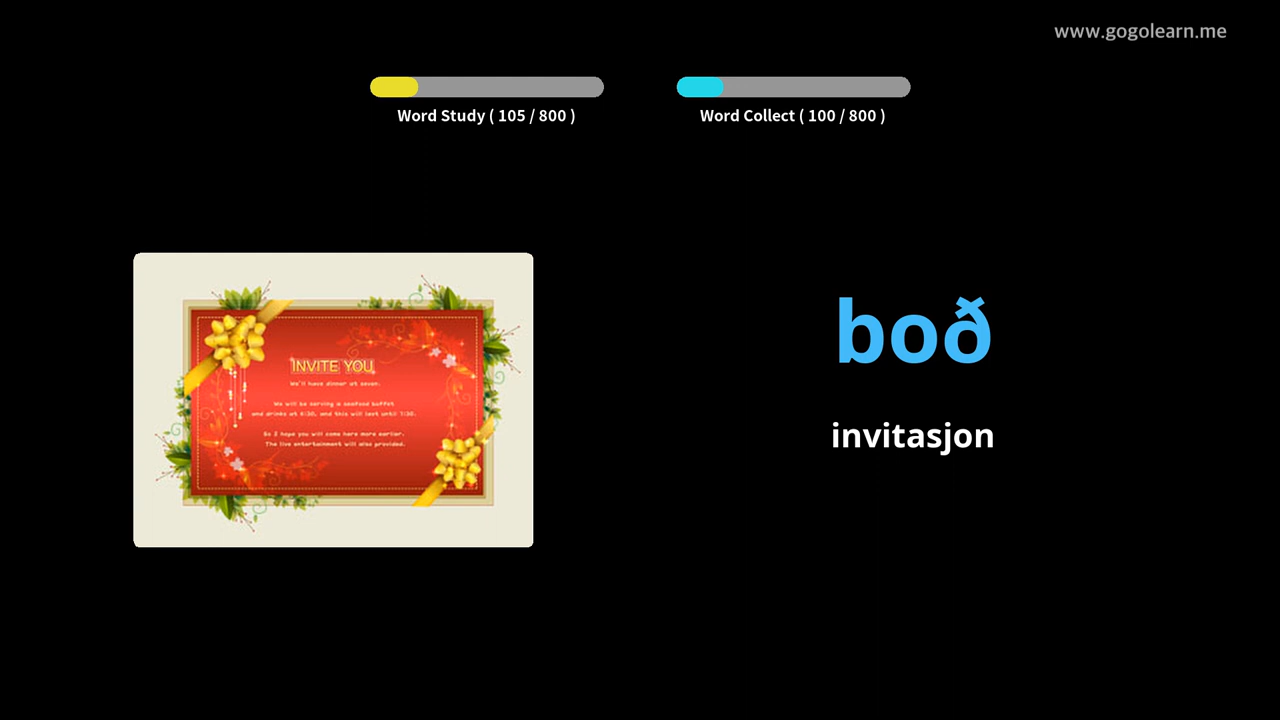 www.gogolearn.me
Word Study ( 105 / 800 )
Word Collect ( 100 / 800 )
INVITE YOU
We'll have dinner at seven.
We will be serving a seafood buffet
and drinks at 6:30, and this will last until 7:30.
So I hope you will come here more earlier.
The live entertainment will also provided.
boð
invitasjon